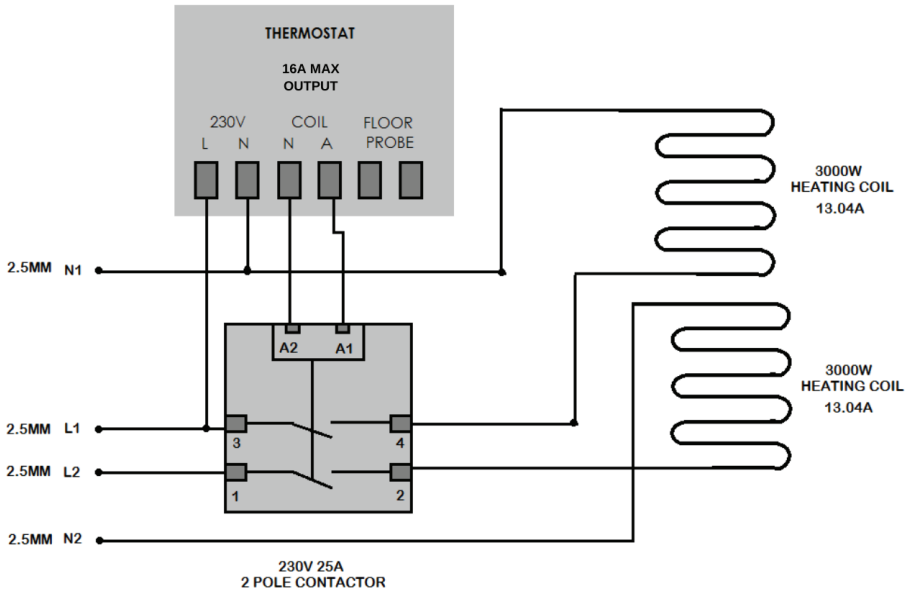 THERMOSTAT
16A MAX
OUTPUT
230V COIL FLOOR
L N N A PROBE
3000W
HEATING COIL
13.04A
2.5MM N1
A2 A1
3000W
HEATING COIL
13.04A
2.5MM L1
3 4
2.5MM L2
1 2
2.5MM N2
230V 25A
2 POLE CONTACTOR